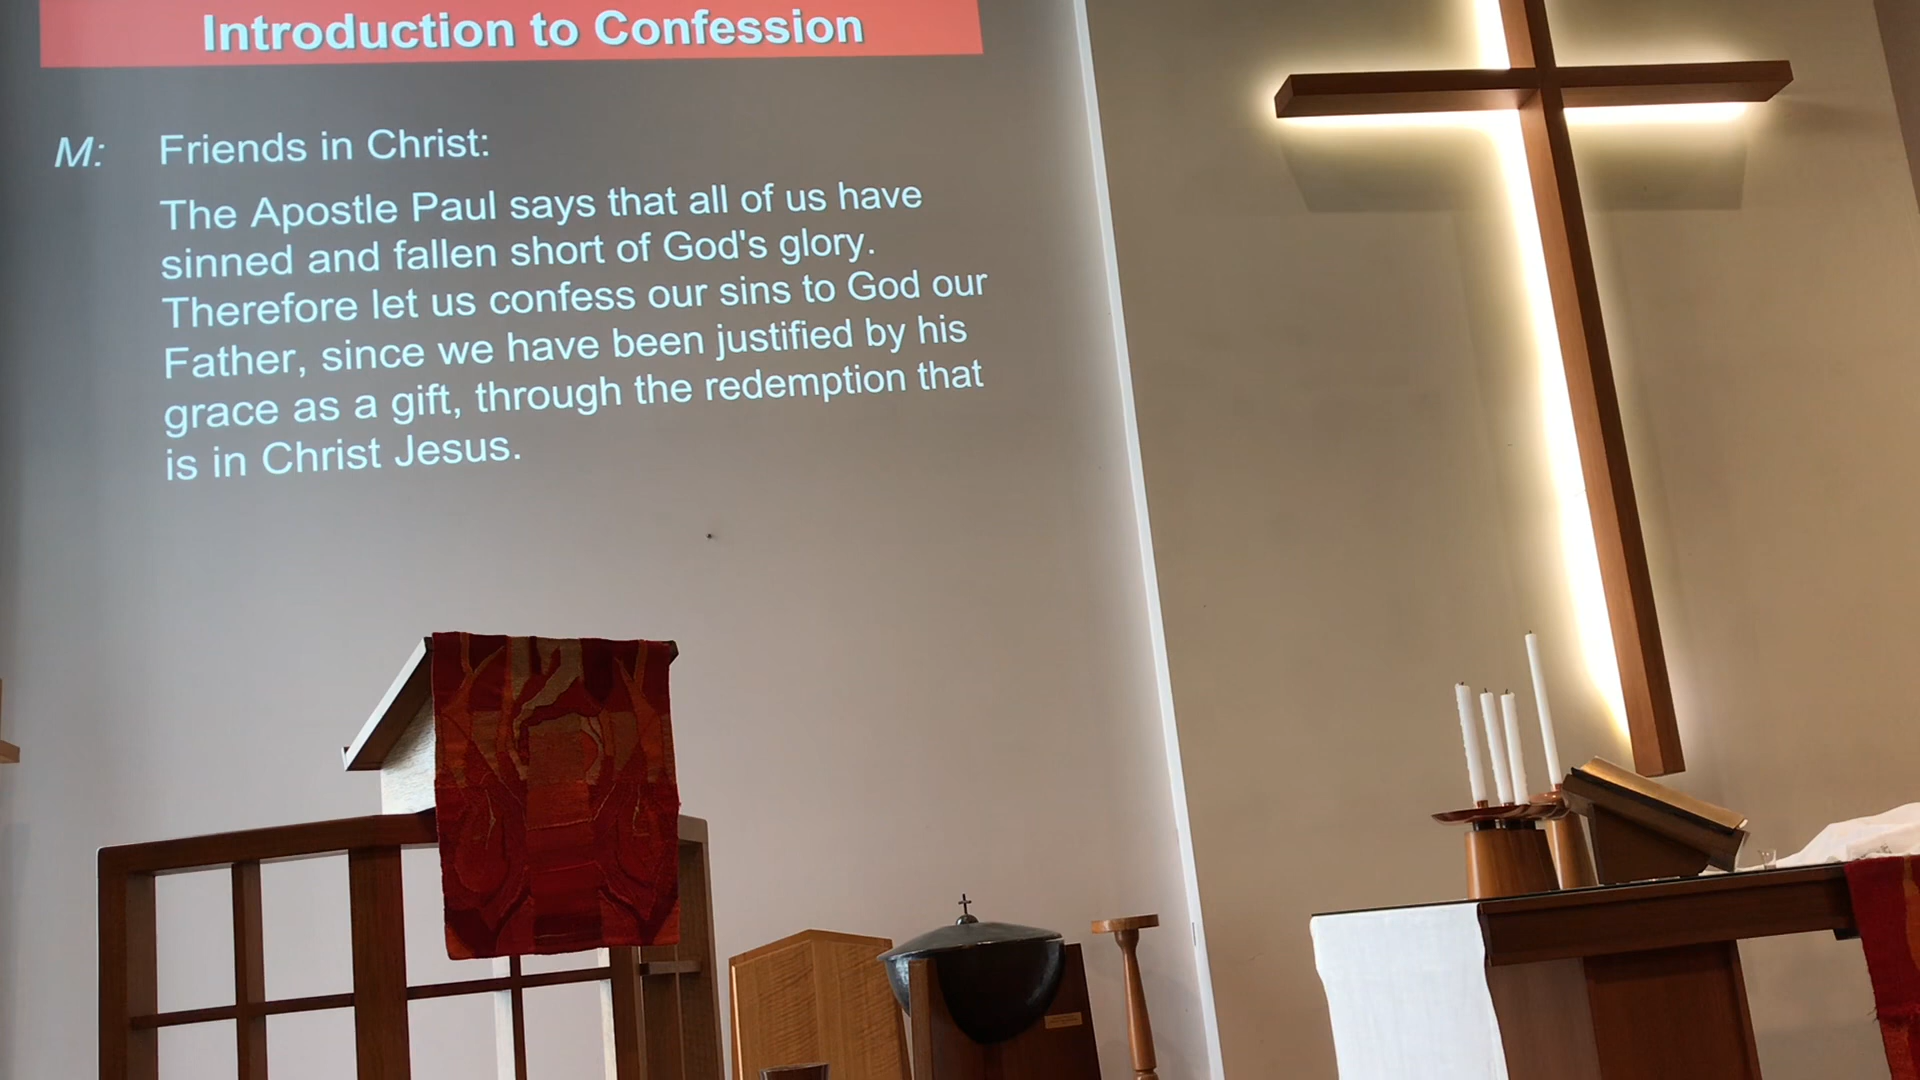 Introduction to Confession
M: Friends in Christ:
The Apostle Paul says that all of us have
sinned and fallen short of God's glory.
Therefore let us confess our sins to God our
Father, since we have been justified by his
grace as a gift, through the redemption that
is in Christ Jesus.